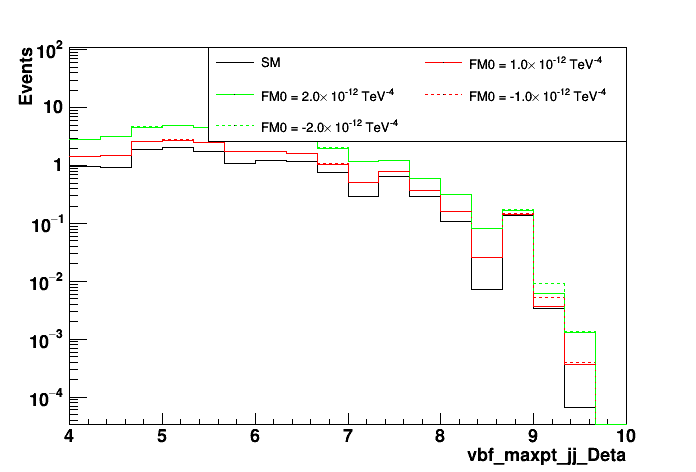 Events
10²
10
1
10⁻¹
10⁻²
10⁻³
10⁻⁴
SM
FM0 = 1.0× 10⁻¹² TeV⁻⁴
FM0 = 2.0× 10⁻¹² TeV⁻⁴
FM0 = -1.0× 10⁻¹² TeV⁻⁴
FM0 = -2.0× 10⁻¹² TeV⁻⁴
4 5 6 7 8 9 10
vbf_maxpt_jj_Deta